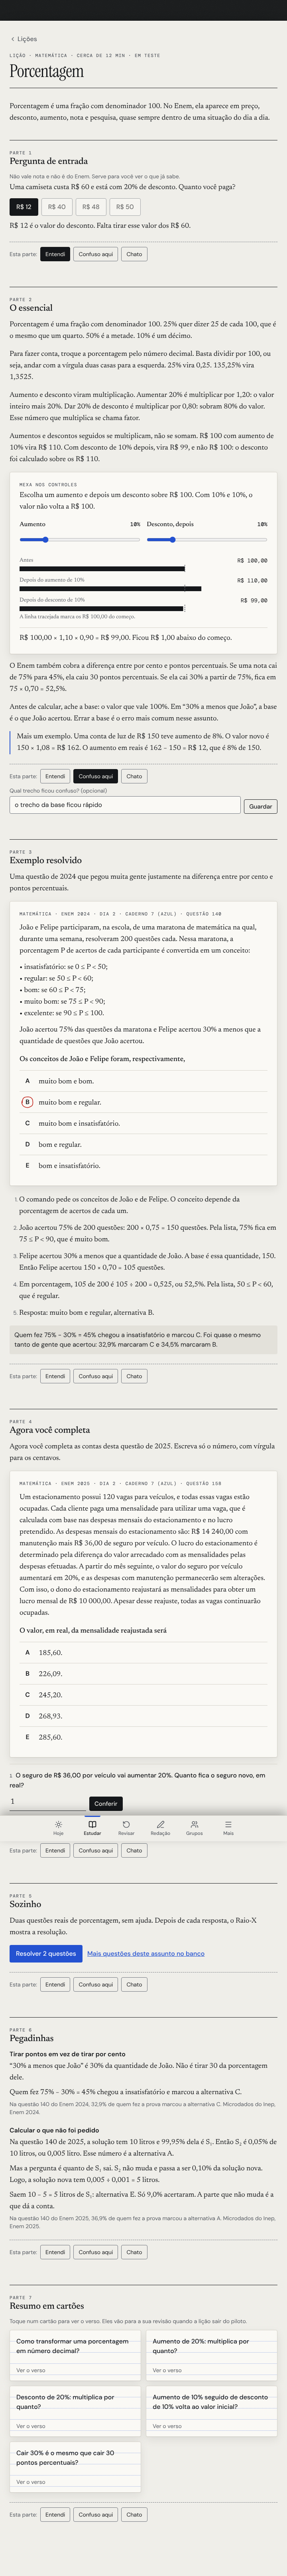 Lições
LIÇÃO · MATEMÁTICA · CERCA DE 12 MIN · EM TESTE
Porcentagem
Porcentagem é uma fração com denominador 100. No Enem, ela aparece em preço,
desconto, aumento, nota e pesquisa, quase sempre dentro de uma situação do dia a dia.
PARTE 1
Pergunta de entrada
Não vale nota e não é do Enem. Serve para você ver o que já sabe.
Uma camiseta custa R$ 60 e está com 20% de desconto. Quanto você paga?
R$ 12
R$ 40
R$ 48
R$ 50
R$ 12 é o valor do desconto. Falta tirar esse valor dos R$ 60.
Esta parte:
Entendi
Confuso aqui
Chato
PARTE 2
O essencial
Porcentagem é uma fração com denominador 100. 25% quer dizer 25 de cada 100, que é
o mesmo que um quarto. 50% é a metade. 10% é um décimo.
Para fazer conta, troque a porcentagem pelo número decimal. Basta dividir por 100, ou
seja, andar com a vírgula duas casas para a esquerda. 25% vira 0,25. 135,25% vira
1,3525.
Aumento e desconto viram multiplicação. Aumentar 20% é multiplicar por 1,20: o valor
inteiro mais 20%. Dar 20% de desconto é multiplicar por 0,80: sobram 80% do valor.
Esse número que multiplica se chama fator.
Aumentos e descontos seguidos se multiplicam, não se somam. R$ 100 com aumento de
10% vira R$ 110. Com desconto de 10% depois, vira R$ 99, e não R$ 100: o desconto
foi calculado sobre os R$ 110.
MEXA NOS CONTROLES
Escolha um aumento e depois um desconto sobre R$ 100. Com 10% e 10%, o
valor não volta a R$ 100.
Aumento 10%
Desconto, depois 10%
Antes R$ 100,00
Depois do aumento de 10% R$ 110,00
Depois do desconto de 10% R$ 99,00
A linha tracejada marca os R$ 100,00 do começo.
R$ 100,00 × 1,10 × 0,90 = R$ 99,00. Ficou R$ 1,00 abaixo do começo.
O Enem também cobra a diferença entre por cento e pontos percentuais. Se uma nota cai
de 75% para 45%, ela caiu 30 pontos percentuais. Se ela cai 30% a partir de 75%, fica em
75 × 0,70 = 52,5%.
Antes de calcular, ache a base: o valor que vale 100%. Em “30% a menos que João”, a base
é o que João acertou. Errar a base é o erro mais comum nesse assunto.
Mais um exemplo. Uma conta de luz de R$ 150 teve aumento de 8%. O valor novo é
150 × 1,08 = R$ 162. O aumento em reais é 162 − 150 = R$ 12, que é 8% de 150.
Esta parte:
Entendi
Confuso aqui
Chato
Qual trecho ficou confuso? (opcional)
o trecho da base ficou rápido
Guardar
PARTE 3
Exemplo resolvido
Uma questão de 2024 que pegou muita gente justamente na diferença entre por cento e
pontos percentuais.
MATEMÁTICA · ENEM 2024 · DIA 2 · CADERNO 7 (AZUL) · QUESTÃO 140
João e Felipe participaram, na escola, de uma maratona de matemática na qual,
durante uma semana, resolveram 200 questões cada. Nessa maratona, a
porcentagem P de acertos de cada participante é convertida em um conceito:
• insatisfatório: se 0 ≤ P < 50;
• regular: se 50 ≤ P < 60;
• bom: se 60 ≤ P < 75;
• muito bom: se 75 ≤ P < 90;
• excelente: se 90 ≤ P ≤ 100.
João acertou 75% das questões da maratona e Felipe acertou 30% a menos que a
quantidade de questões que João acertou.
Os conceitos de João e Felipe foram, respectivamente,
A muito bom e bom.
B muito bom e regular.
C muito bom e insatisfatório.
D bom e regular.
E bom e insatisfatório.
1. O comando pede os conceitos de João e de Felipe. O conceito depende da
porcentagem de acertos de cada um.
2. João acertou 75% de 200 questões: 200 × 0,75 = 150 questões. Pela lista, 75% fica em
75 ≤ P < 90, que é muito bom.
3. Felipe acertou 30% a menos que a quantidade de João. A base é essa quantidade, 150.
Então Felipe acertou 150 × 0,70 = 105 questões.
4. Em porcentagem, 105 de 200 é 105 ÷ 200 = 0,525, ou 52,5%. Pela lista, 50 ≤ P < 60,
que é regular.
5. Resposta: muito bom e regular, alternativa B.
Quem fez 75% − 30% = 45% chegou a insatisfatório e marcou C. Foi quase o mesmo
tanto de gente que acertou: 32,9% marcaram C e 34,5% marcaram B.
Esta parte:
Entendi
Confuso aqui
Chato
PARTE 4
Agora você completa
Agora você completa as contas desta questão de 2025. Escreva só o número, com vírgula
para os centavos.
MATEMÁTICA · ENEM 2025 · DIA 2 · CADERNO 7 (AZUL) · QUESTÃO 158
Um estacionamento possui 120 vagas para veículos, e todas essas vagas estão
ocupadas. Cada cliente paga uma mensalidade para utilizar uma vaga, que é
calculada com base nas despesas mensais do estacionamento e no lucro
pretendido. As despesas mensais do estacionamento são: R$ 14 240,00 com
manutenção mais R$ 36,00 de seguro por veículo. O lucro do estacionamento é
determinado pela diferença do valor arrecadado com as mensalidades pelas
despesas efetuadas. A partir do mês seguinte, o valor do seguro por veículo
aumentará em 20%, e as despesas com manutenção permanecerão sem alterações.
Com isso, o dono do estacionamento reajustará as mensalidades para obter um
lucro mensal de R$ 10 000,00. Apesar desse reajuste, todas as vagas continuarão
ocupadas.
O valor, em real, da mensalidade reajustada será
A 185,60.
B 226,09.
C 245,20.
D 268,93.
E 285,60.
1 O seguro de R$ 36,00 por veículo vai aumentar 20%. Quanto fica o seguro novo, em
real?
1
Conferir
Hoje
Estudar
Revisar
Redação
Grupos
Mais
Esta parte:
Entendi
Confuso aqui
Chato
PARTE 5
Sozinho
Duas questões reais de porcentagem, sem ajuda. Depois de cada resposta, o Raio-X
mostra a resolução.
Resolver 2 questões
Mais questões deste assunto no banco
Esta parte:
Entendi
Confuso aqui
Chato
PARTE 6
Pegadinhas
Tirar pontos em vez de tirar por cento
“30% a menos que João” é 30% da quantidade de João. Não é tirar 30 da porcentagem
dele.
Quem fez 75% − 30% = 45% chegou a insatisfatório e marcou a alternativa C.
Na questão 140 do Enem 2024, 32,9% de quem fez a prova marcou a alternativa C. Microdados do Inep,
Enem 2024.
Calcular o que não foi pedido
Na questão 140 de 2025, a solução tem 10 litros e 99,95% dela é S₁. Então S₂ é 0,05% de
10 litros, ou 0,005 litro. Esse número é a alternativa A.
Mas a pergunta é quanto de S₁ sai. S₂ não muda e passa a ser 0,10% da solução nova.
Logo, a solução nova tem 0,005 ÷ 0,001 = 5 litros.
Saem 10 − 5 = 5 litros de S₁: alternativa E. Só 9,0% acertaram. A parte que não muda é a
que dá a conta.
Na questão 140 do Enem 2025, 36,9% de quem fez a prova marcou a alternativa A. Microdados do Inep,
Enem 2025.
Esta parte:
Entendi
Confuso aqui
Chato
PARTE 7
Resumo em cartões
Toque num cartão para ver o verso. Eles vão para a sua revisão quando a lição sair do piloto.
Como transformar uma porcentagem
em número decimal?
Ver o verso
Aumento de 20%: multiplica por
quanto?
Ver o verso
Desconto de 20%: multiplica por
quanto?
Ver o verso
Aumento de 10% seguido de desconto
de 10% volta ao valor inicial?
Ver o verso
Cair 30% é o mesmo que cair 30
pontos percentuais?
Ver o verso
Esta parte:
Entendi
Confuso aqui
Chato